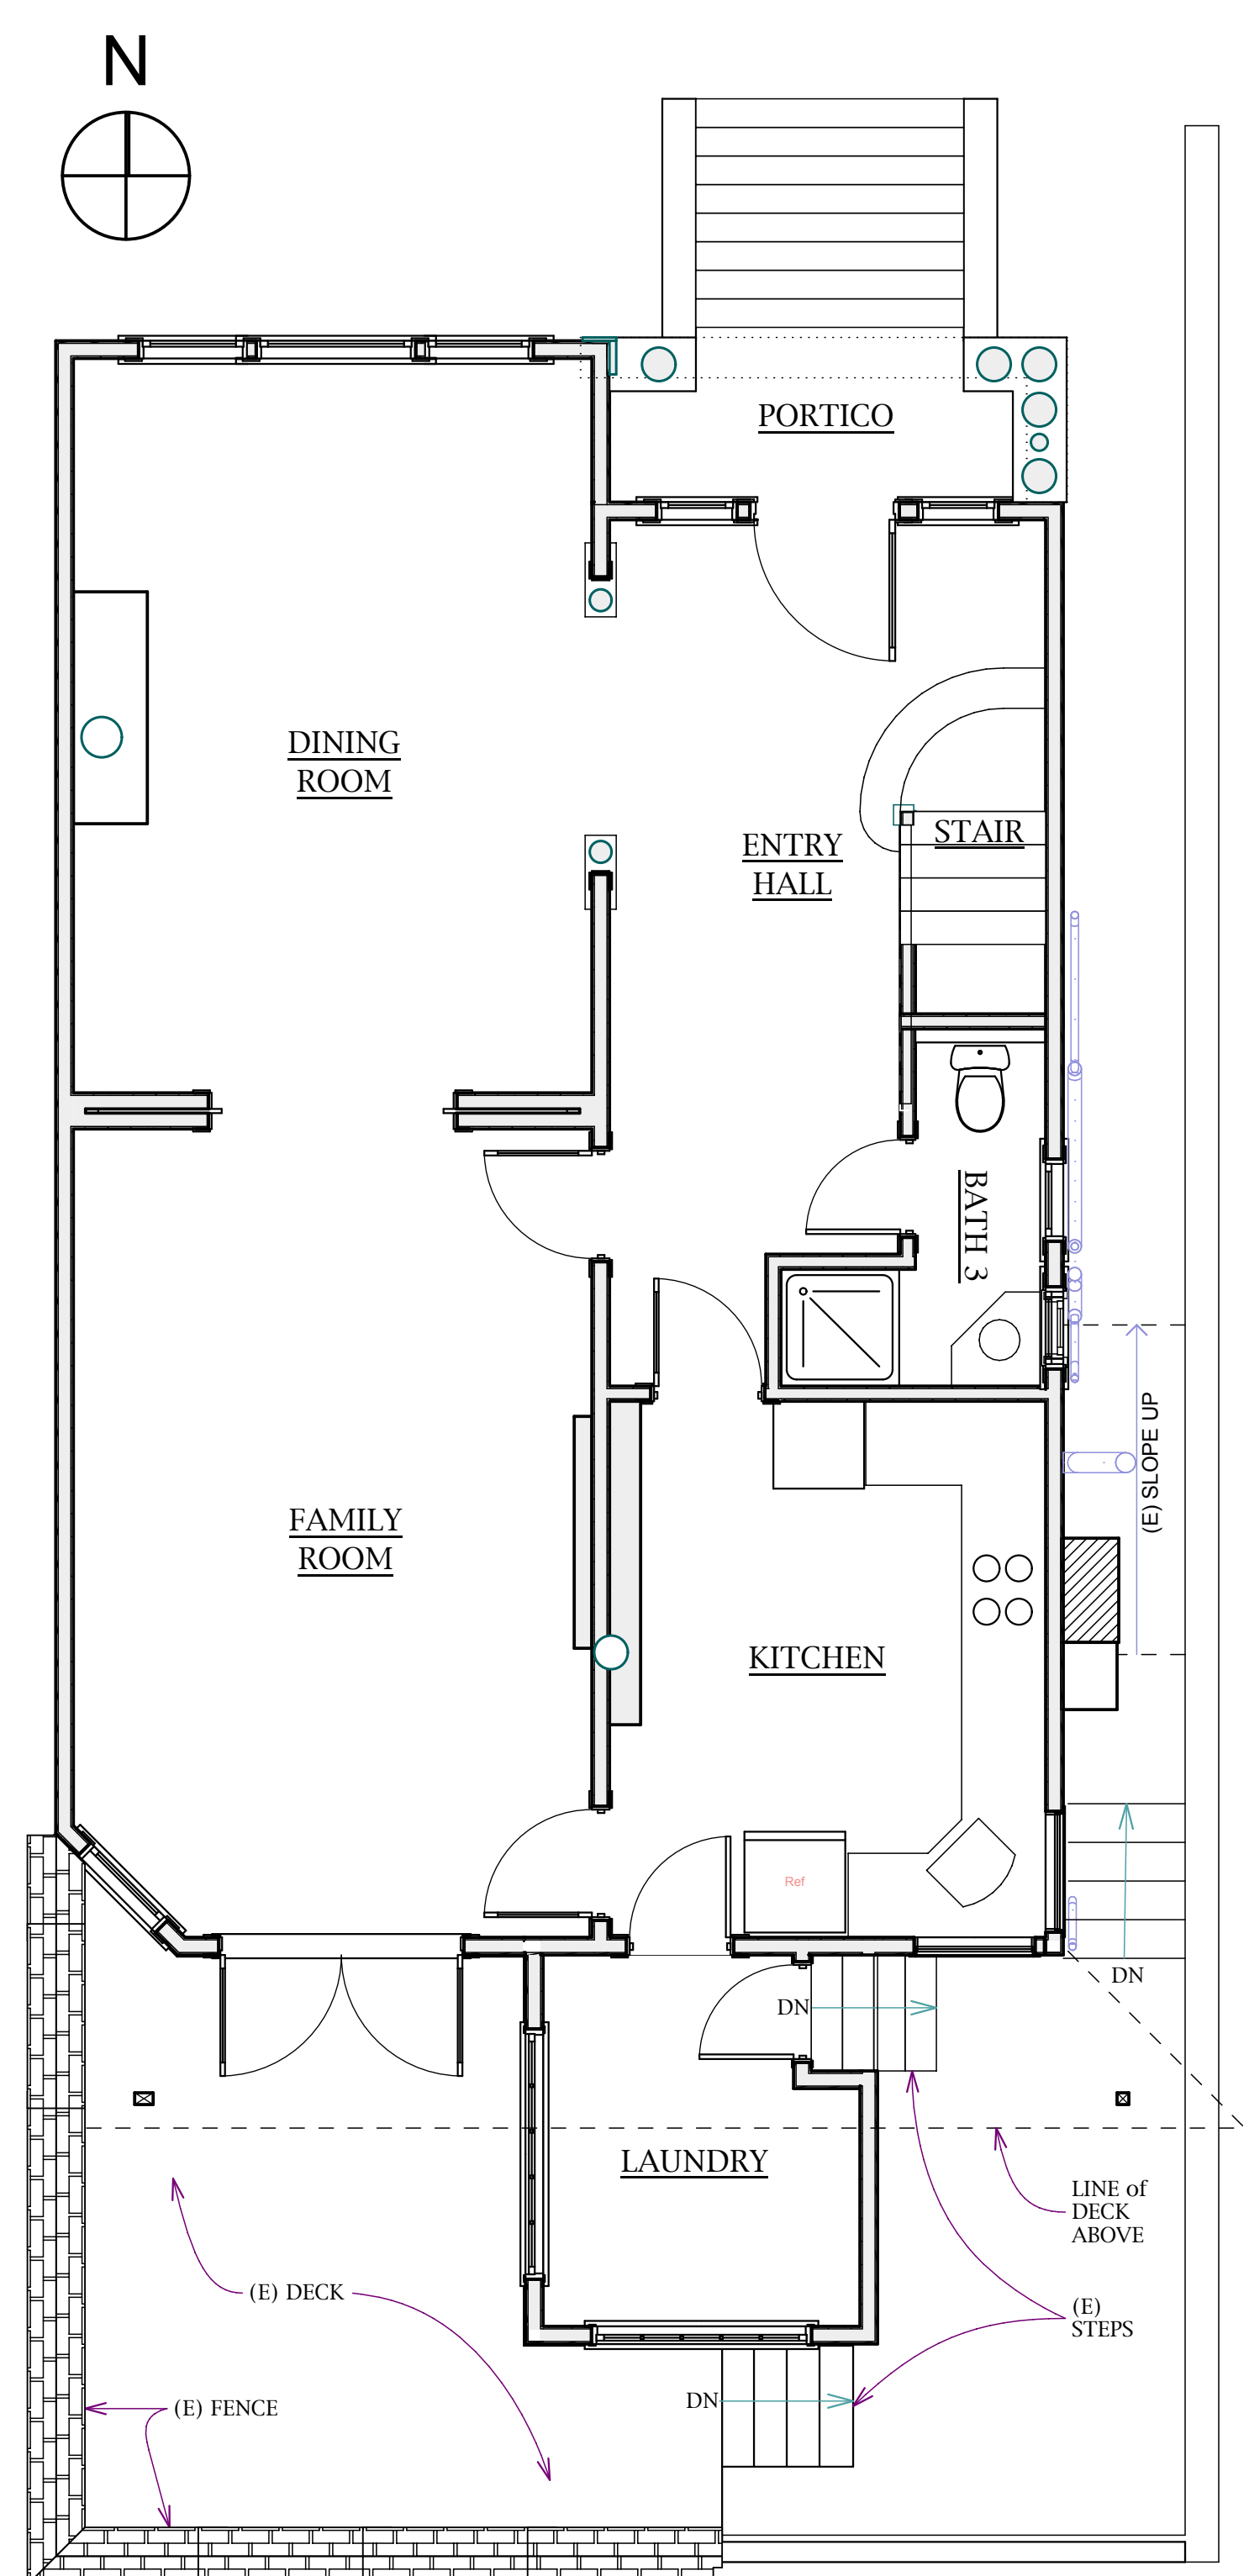 N
PORTICO
DINING
ROOM
ENTRY
HALL
STAIR
BATH 3
FAMILY
ROOM
(E) SLOPE UP
KITCHEN
Ref
DN
DN
LAUNDRY
LINE of
DECK
ABOVE
(E) DECK
(E)
STEPS
DN
(E) FENCE